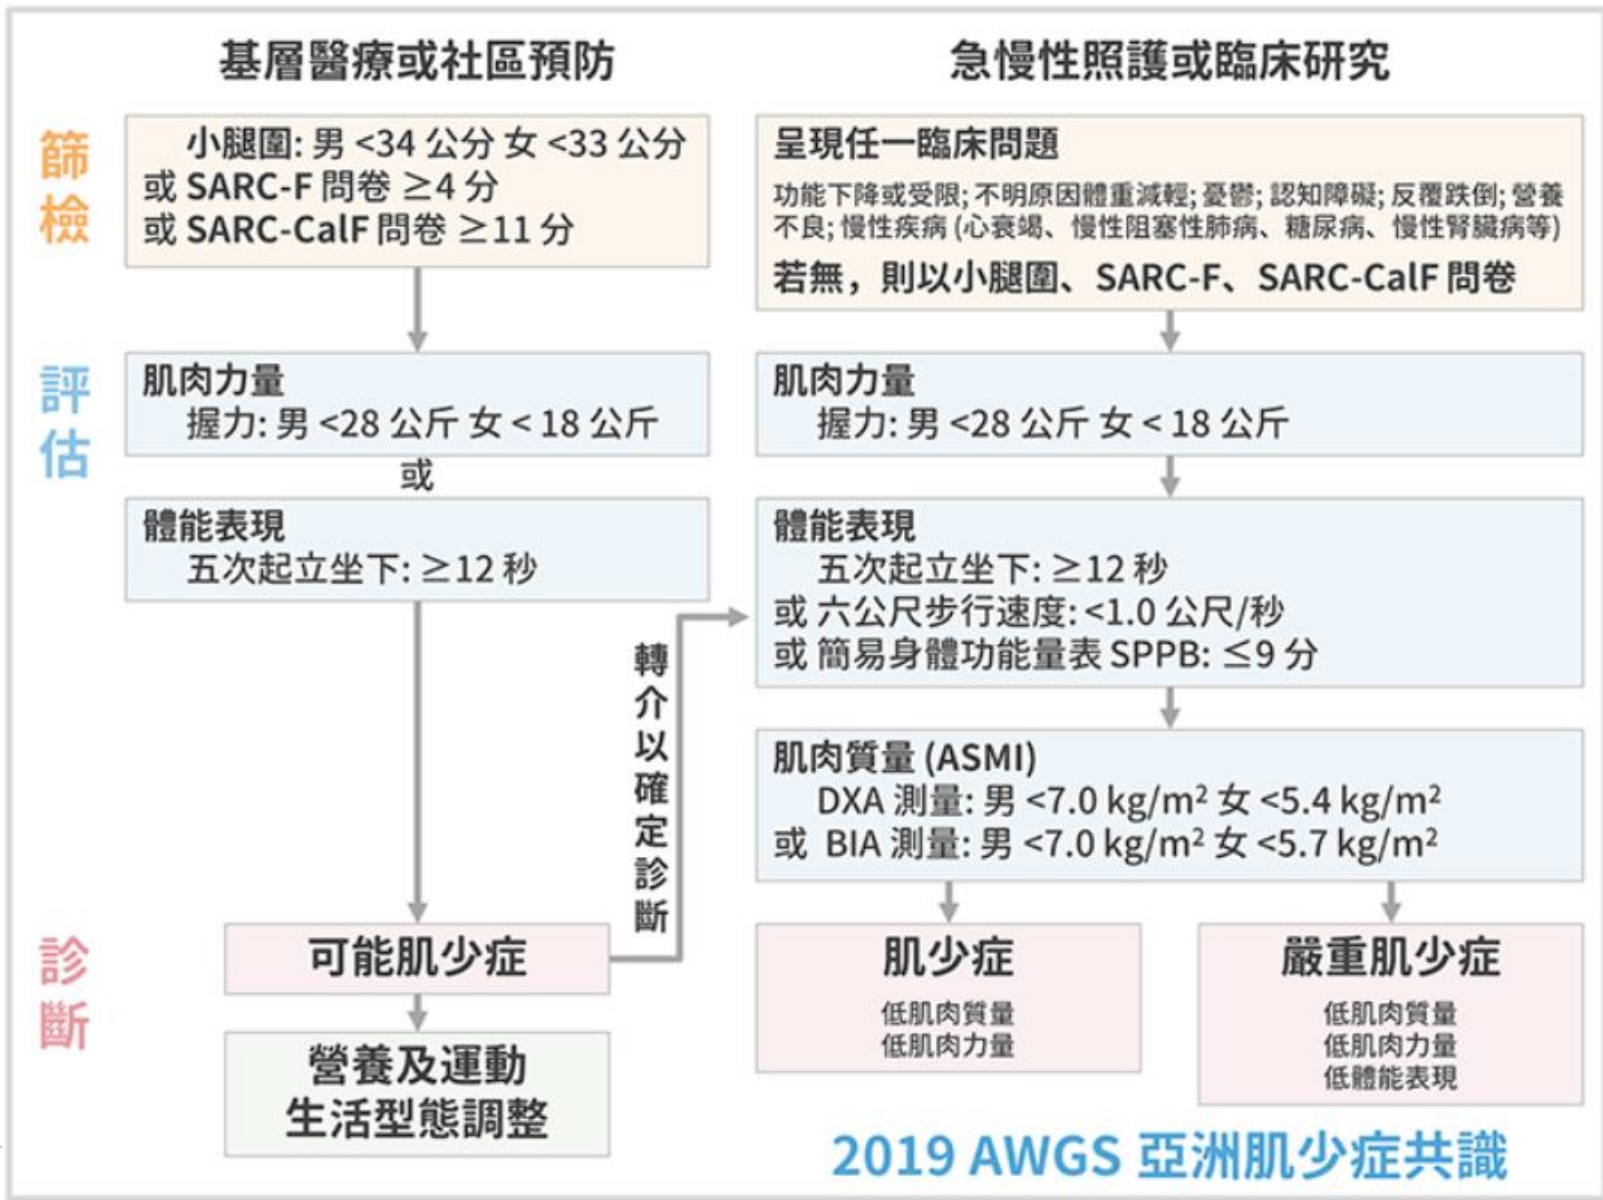 基層醫療或社區預防
急慢性照護或臨床研究
篩檢
小腿圍: 男 <34 公分 女 <33 公分
或 SARC-F 問卷 ≥4 分
或 SARC-CalF 問卷 ≥11 分
呈現任一臨床問題
功能下降或受限; 不明原因體重減輕; 憂鬱; 認知障礙; 反覆跌倒; 營養
不良; 慢性疾病 (心衰竭、慢性阻塞性肺病、糖尿病、慢性腎臟病等)
若無，則以小腿圍、SARC-F、SARC-CalF 問卷
評估
肌肉力量
握力: 男 <28 公斤 女 < 18 公斤
或
體能表現
五次起立坐下: ≥12 秒
肌肉力量
握力: 男 <28 公斤 女 < 18 公斤
體能表現
五次起立坐下: ≥12 秒
或 六公尺步行速度: <1.0 公尺/秒
或 簡易身體功能量表 SPPB: ≤9 分
轉介以確定診斷
肌肉質量 (ASMI)
DXA 測量: 男 <7.0 kg/m² 女 <5.4 kg/m²
或 BIA 測量: 男 <7.0 kg/m² 女 <5.7 kg/m²
診斷
可能肌少症
營養及運動
生活型態調整
肌少症
低肌肉質量
低肌肉力量
嚴重肌少症
低肌肉質量
低肌肉力量
低體能表現
2019 AWGS 亞洲肌少症共識